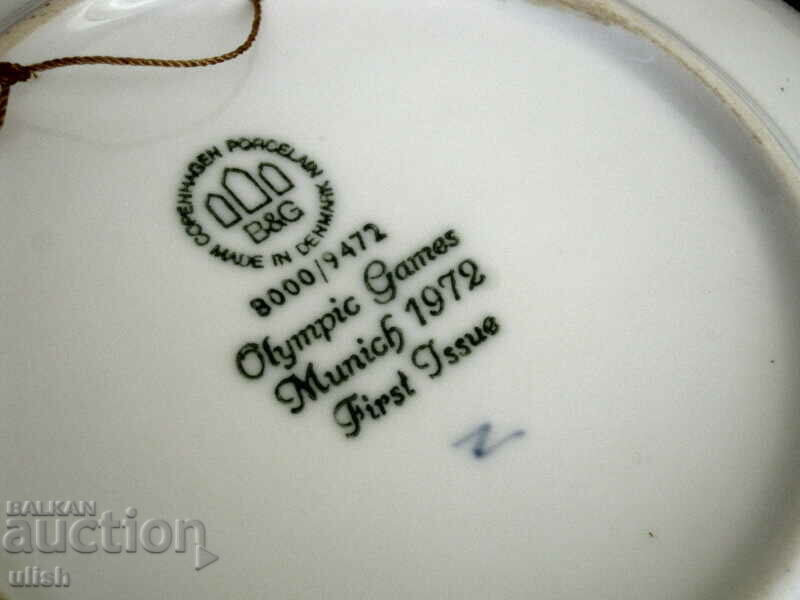 COPENHAGEN PORCELAIN
B&G
MADE IN DENMARK
8000/9472
Olympic Games
Munich 1972
First Issue
BALKAN
auction
ulish